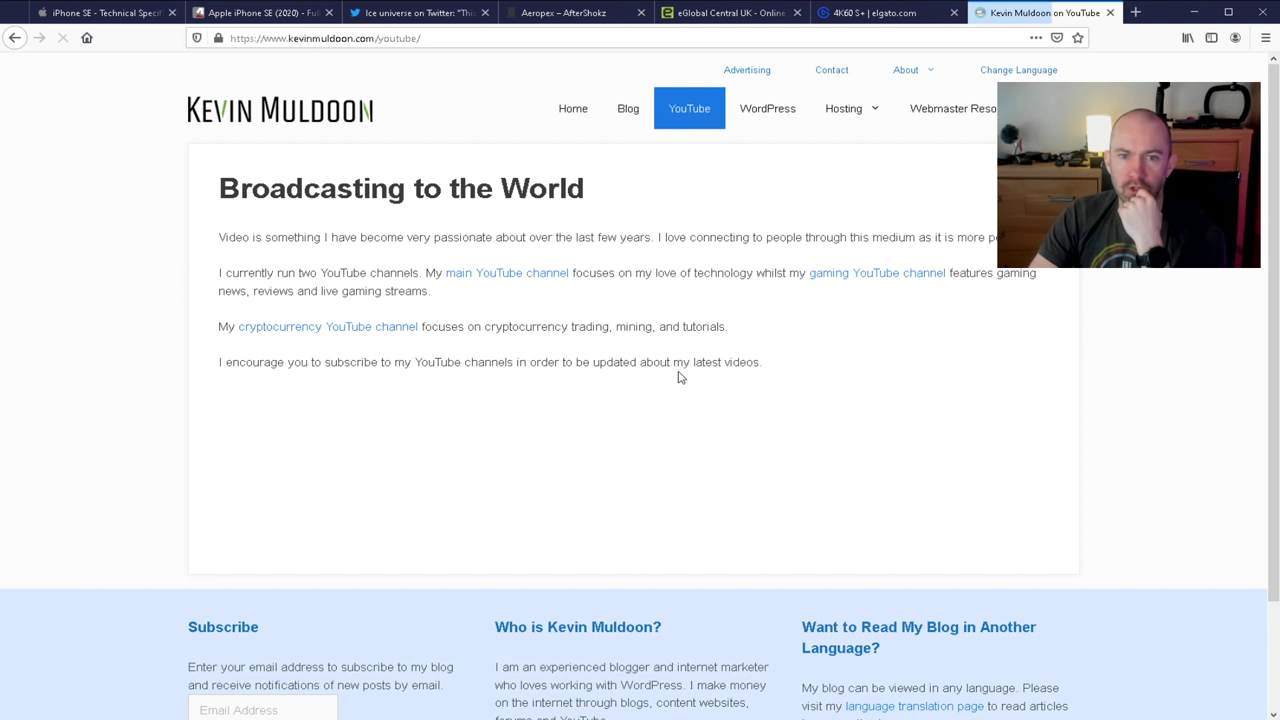 iPhone SE - Technical Specif
Apple iPhone SE (2020) - Full
Ice universe on Twitter: "This
Aeropex – AfterShokz
eGlobal Central UK - Online
4K60 S+ | elgato.com
Kevin Muldoon on YouTube
https://www.kevinmuldoon.com/youtube/
Advertising Contact About Change Language
KEVIN MULDOON
Home Blog YouTube WordPress Hosting Webmaster Reso
Broadcasting to the World
Video is something I have become very passionate about over the last few years. I love connecting to people through this medium as it is more
I currently run two YouTube channels. My main YouTube channel focuses on my love of technology whilst my gaming YouTube channel features gaming
news, reviews and live gaming streams.
My cryptocurrency YouTube channel focuses on cryptocurrency trading, mining, and tutorials.
I encourage you to subscribe to my YouTube channels in order to be updated about my latest videos.
Subscribe
Enter your email address to subscribe to my blog
and receive notifications of new posts by email.
Email Address
Who is Kevin Muldoon?
I am an experienced blogger and internet marketer
who loves working with WordPress. I make money
on the internet through blogs, content websites,
forums and YouTube
Want to Read My Blog in Another
Language?
My blog can be viewed in any language. Please
visit my language translation page to read articles